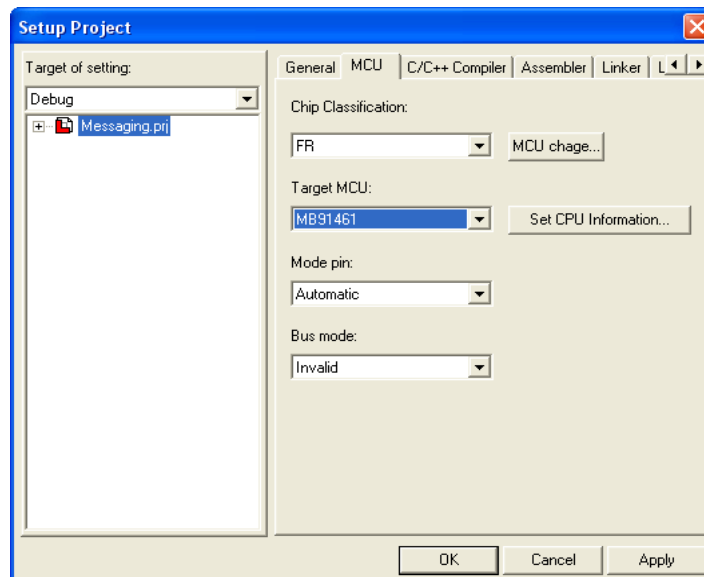 Setup Project
Target of setting:
Debug
Messaging.prj
General MCU C/C++ Compiler Assembler Linker L
Chip Classification:
FR
MCU chage...
Target MCU:
MB91461
Set CPU Information...
Mode pin:
Automatic
Bus mode:
Invalid
OK Cancel Apply